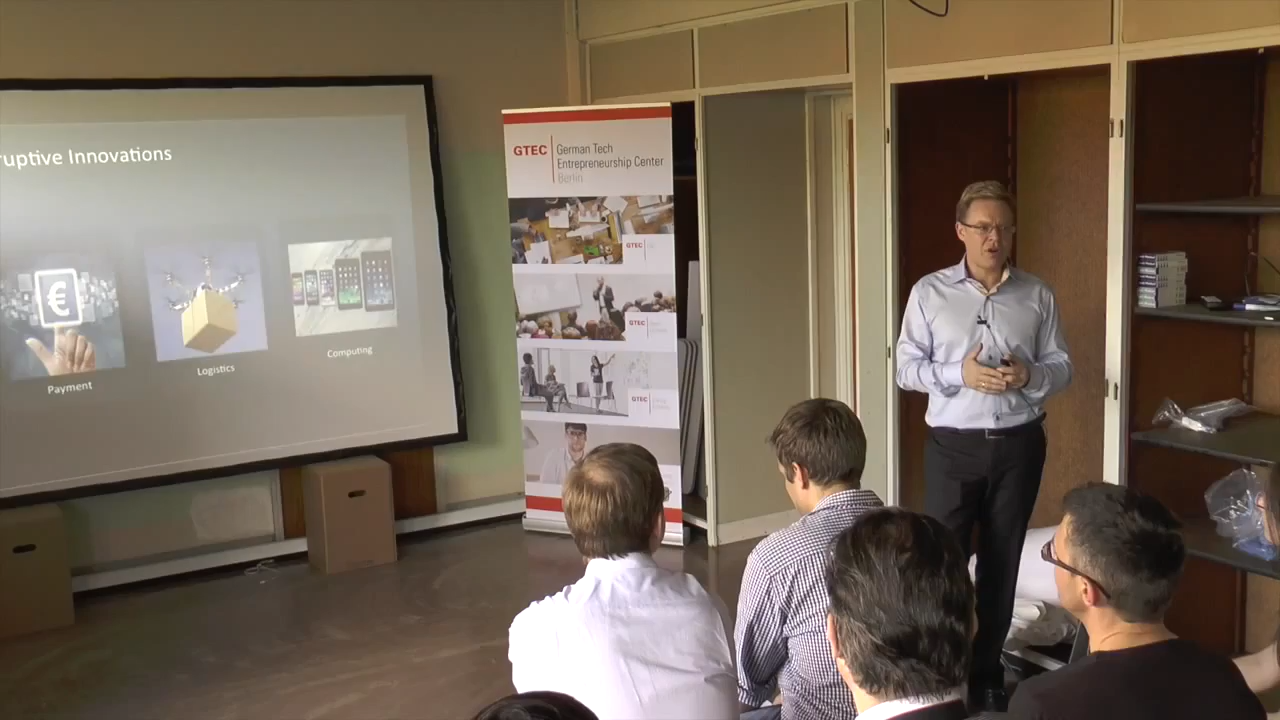 ruptive Innovations
€
Payment
Logistics
Computing
GTEC
German Tech
Entrepreneurship Center
Berlin
GTEC
GTEC
GTEC